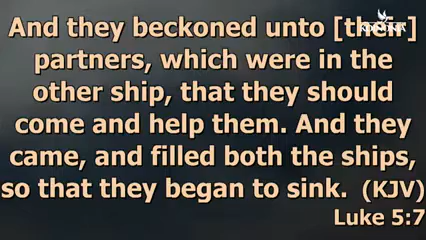 And they beckoned unto [their]
partners, which were in the
other ship, that they should
come and help them. And they
came, and filled both the ships,
so that they began to sink. (KJV)
Luke 5:7